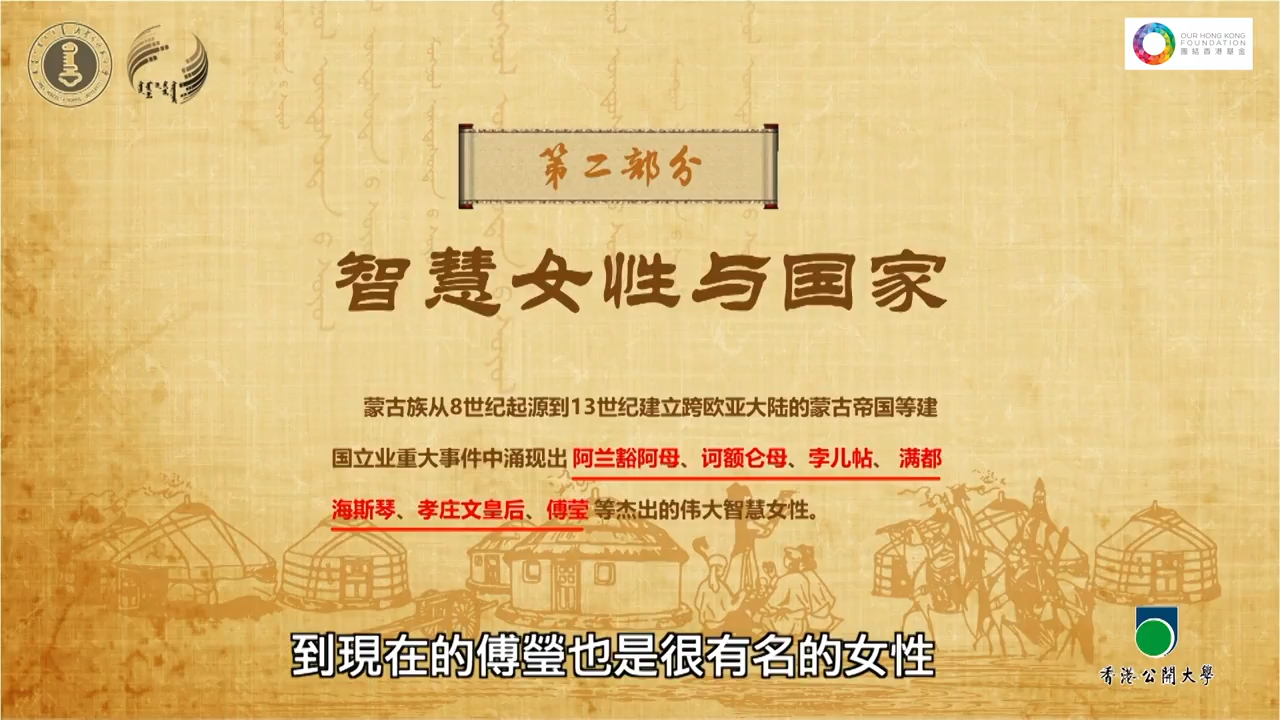 OUR HONG KONG
FOUNDATION
團結香港基金
第二部分
智慧女性与国家
蒙古族从8世纪起源到13世纪建立跨欧亚大陆的蒙古帝国等建
国立业重大事件中涌现出 阿兰豁阿母、诃额仑母、孛儿帖、 满都
海斯琴、孝庄文皇后、傅莹 等杰出的伟大智慧女性。
到現在的傅瑩也是很有名的女性
香港公開大學